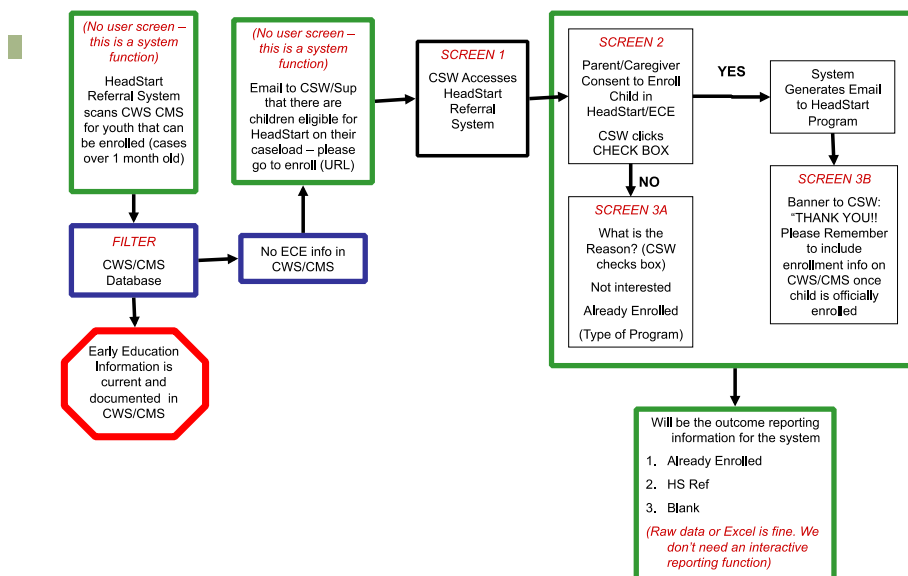 (No user screen –
this is a system
function)
HeadStart
Referral System
scans CWS CMS
for youth that can
be enrolled (cases
over 1 month old)
FILTER
CWS/CMS
Database
Early Education
Information is
current and
documented in
CWS/CMS
No ECE info in
CWS/CMS
(No user screen –
this is a system
function)
Email to CSW/Sup
that there are
children eligible for
HeadStart on their
caseload – please
go to enroll (URL)
SCREEN 1
CSW Accesses
HeadStart
Referral
System
SCREEN 2
Parent/Caregiver
Consent to Enroll
Child in
HeadStart/ECE
CSW clicks
CHECK BOX
YES
System
Generates Email
to HeadStart
Program
SCREEN 3B
Banner to CSW:
“THANK YOU!!
Please Remember
to include
enrollment info on
CWS/CMS once
child is officially
enrolled
NO
SCREEN 3A
What is the
Reason? (CSW
checks box)
Not interested
Already Enrolled
(Type of Program)
Will be the outcome reporting
information for the system
1. Already Enrolled
2. HS Ref
3. Blank
(Raw data or Excel is fine. We
don’t need an interactive
reporting function)